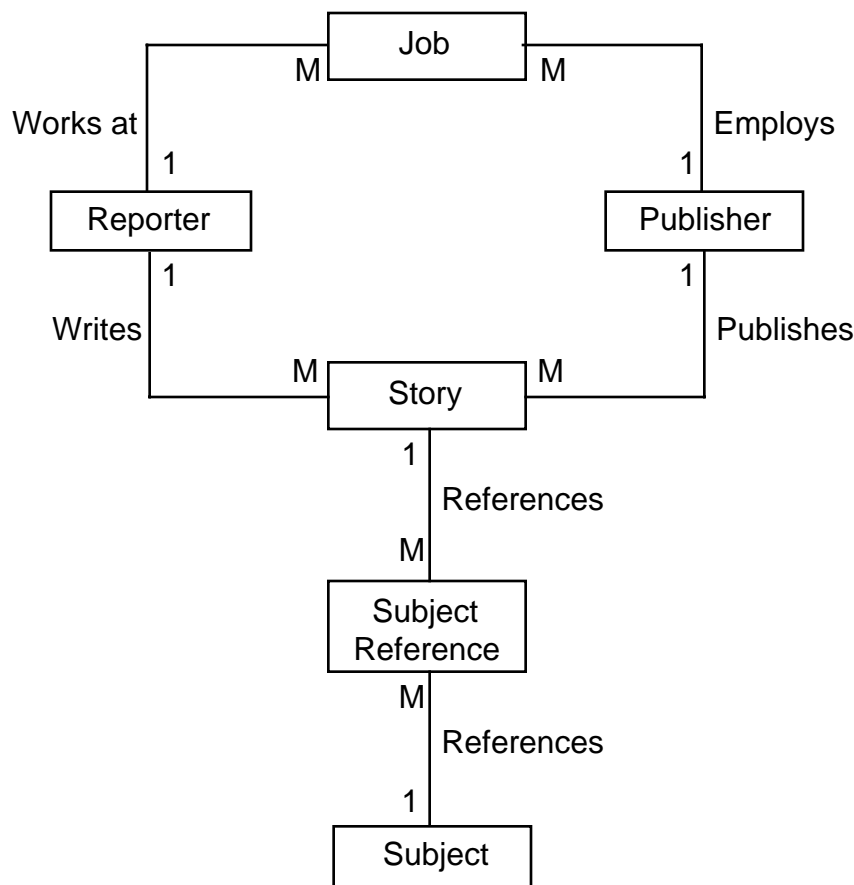 Job
M
M
Works at
Employs
1
1
Reporter
Publisher
1
1
Writes
Publishes
M
M
Story
1
References
M
Subject
Reference
M
References
1
Subject